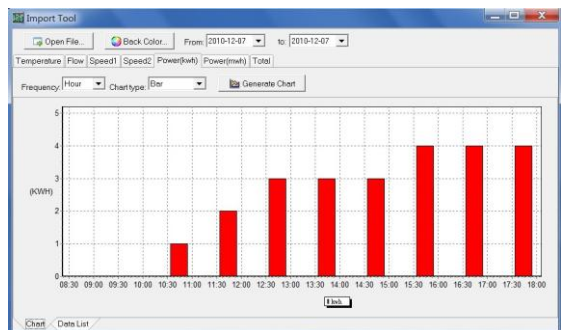 Import Tool
Open File... Back Color... From: 2010-12-07 to: 2010-12-07
Temperature Flow Speed1 Speed2 Power(kwh) Power(mwh) Total
Frequency: Hour Chart type: Bar Generate Chart
5
4
3
(KWH)
2
1
0
08:30 09:00 09:30 10:00 10:30 11:00 11:30 12:00 12:30 13:00 13:30 14:00 14:30 15:00 15:30 16:00 16:30 17:00 17:30 18:00
Chart Data List